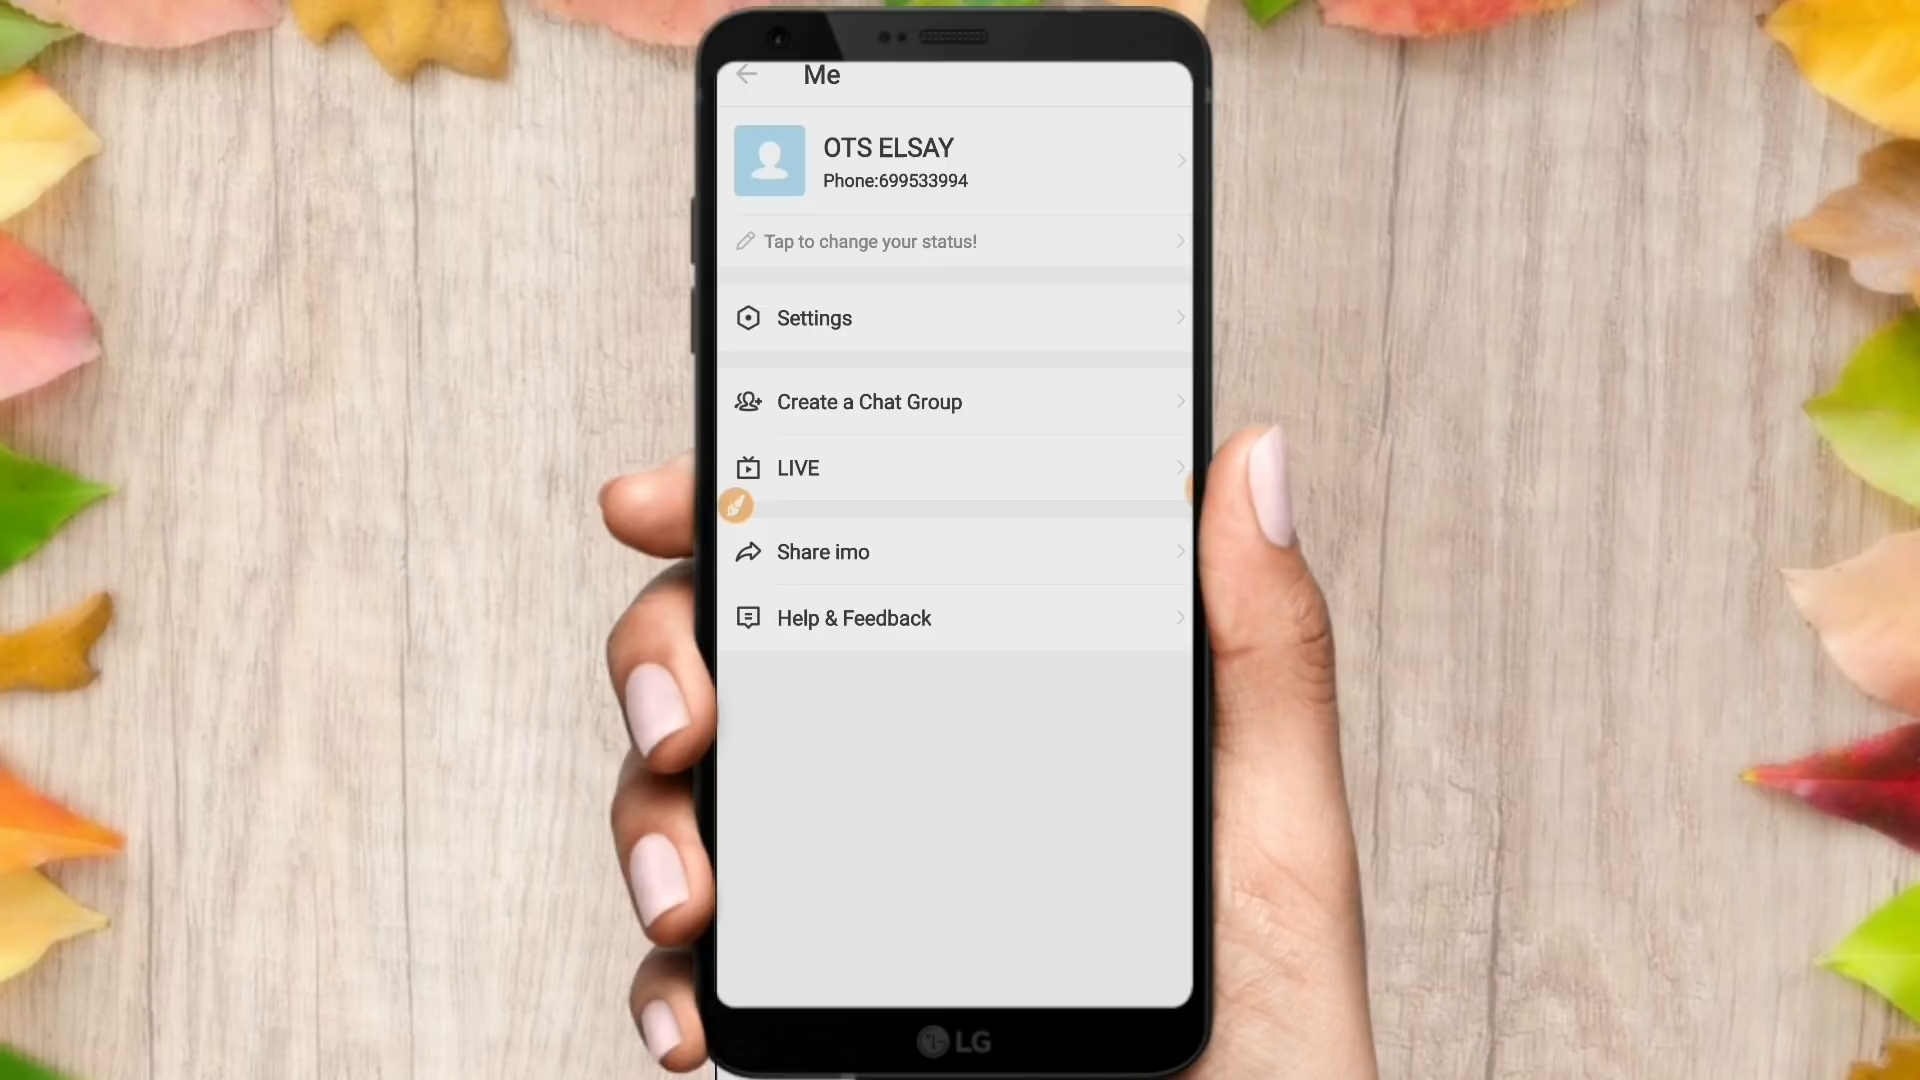 Me
OTS ELSAY
Phone:699533994
Tap to change your status!
Settings
Create a Chat Group
LIVE
Share imo
Help & Feedback
LG